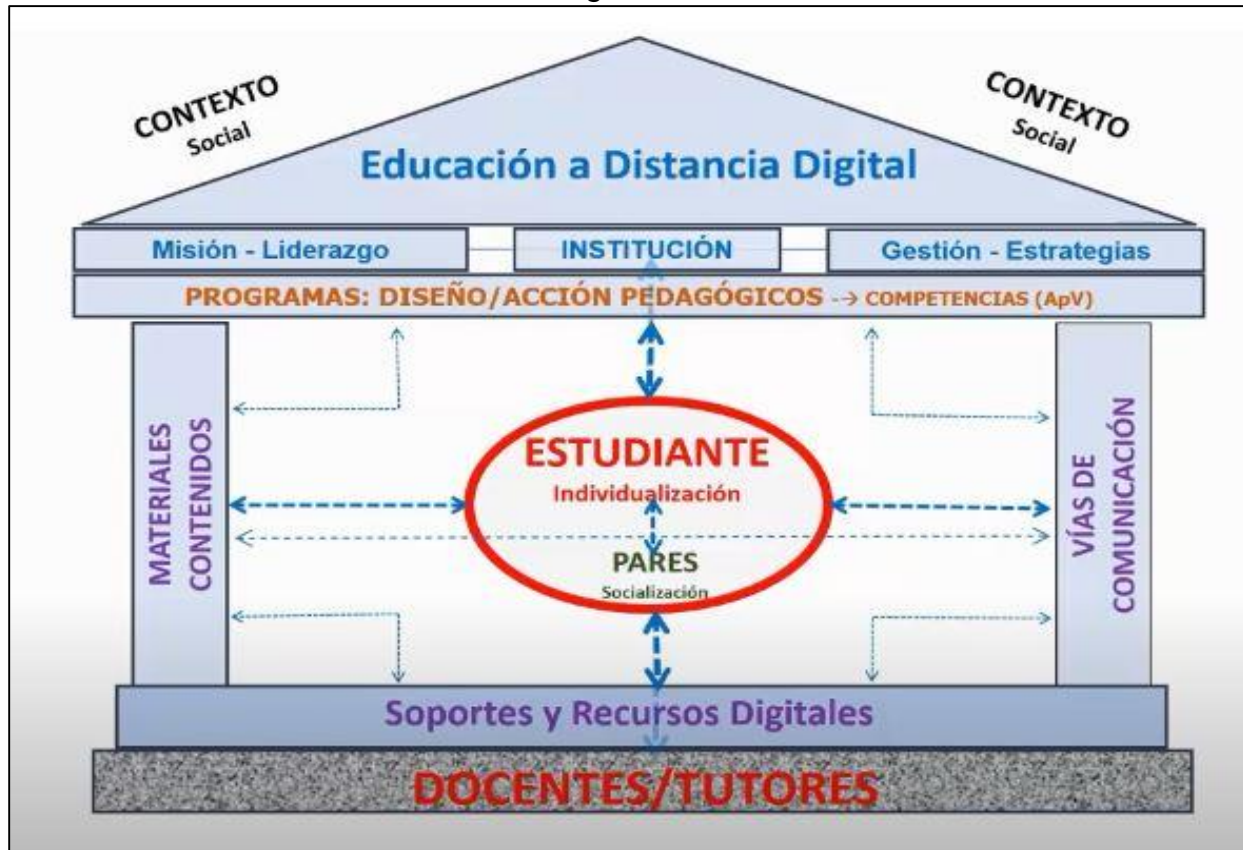 CONTEXTO
Social
CONTEXTO
Social
Educación a Distancia Digital
Misión - Liderazgo
INSTITUCIÓN
Gestión - Estrategias
PROGRAMAS: DISEÑO/ACCIÓN PEDAGÓGICOS --> COMPETENCIAS (ApV)
MATERIALES
CONTENIDOS
ESTUDIANTE
Individualización
PARES
Socialización
VÍAS DE
COMUNICACIÓN
Soportes y Recursos Digitales
DOCENTES/TUTORES